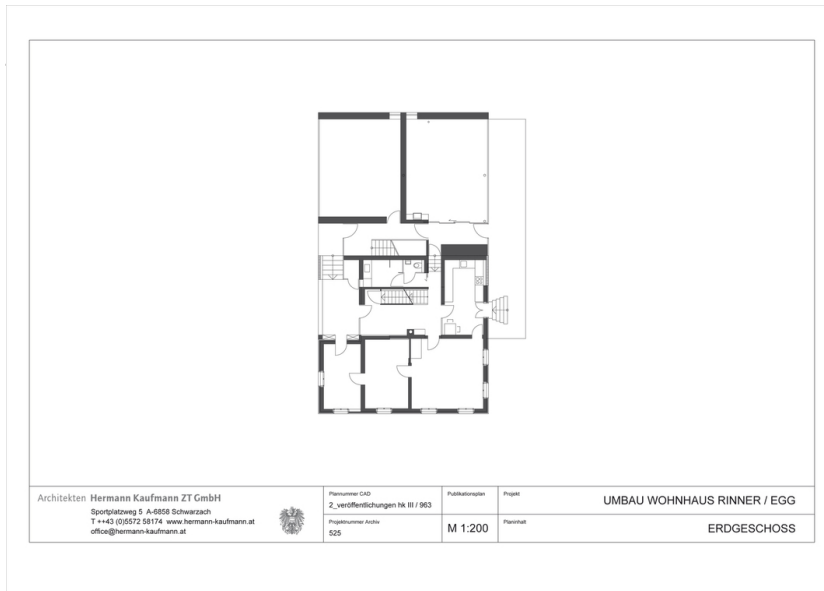 Architekten Hermann Kaufmann ZT GmbH
Sportplatzweg 5 A-6858 Schwarzach
T ++43 (0)5572 58174 www.hermann-kaufmann.at
office@hermann-kaufmann.at
Plannummer CAD
2_veröffentlichungen hk III / 963
Projektnummer Archiv
525
Publikationsplan
M 1:200
Projekt
UMBAU WOHNHAUS RINNER / EGG
Planinhalt
ERDGESCHOSS